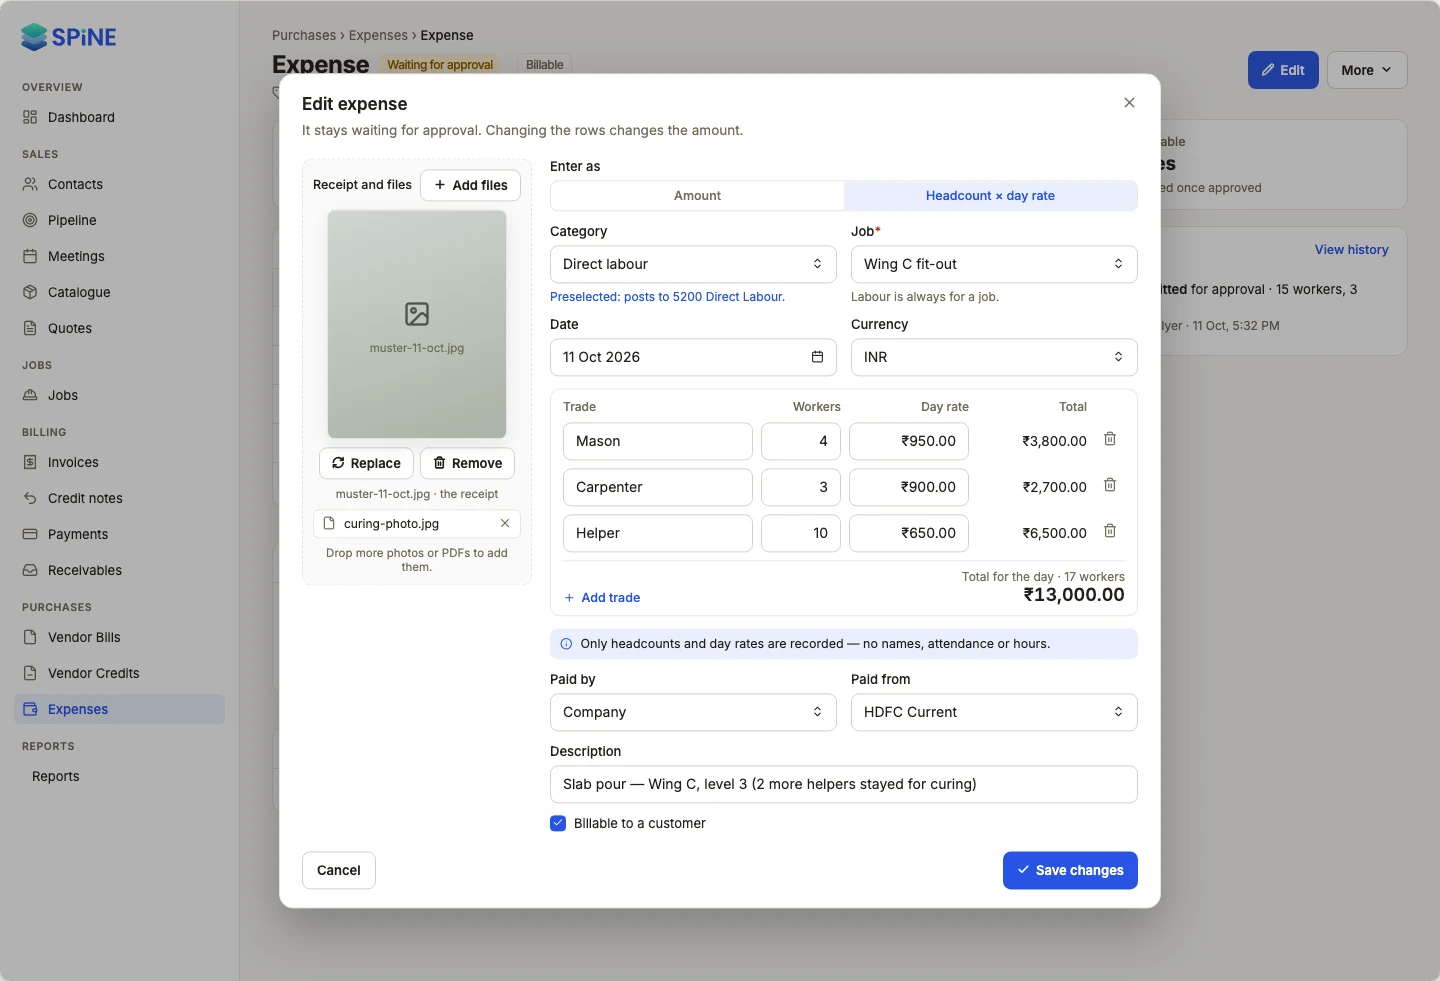 SPiNE
OVERVIEW
Dashboard
SALES
Contacts
Pipeline
Meetings
Catalogue
Quotes
JOBS
Jobs
BILLING
Invoices
Credit notes
Payments
Receivables
PURCHASES
Vendor Bills
Vendor Credits
Expenses
REPORTS
Reports
Purchases › Expenses › Expense
Expense Waiting for approval Billable
Edit More
View history
for approval · 15 workers, 3
· 11 Oct, 5:32 PM
once approved
Edit expense
It stays waiting for approval. Changing the rows changes the amount.
Receipt and files + Add files
muster-11-oct.jpg
Replace Remove
muster-11-oct.jpg · the receipt
curing-photo.jpg
Drop more photos or PDFs to add
them.
Enter as
Amount Headcount × day rate
Category Job*
Direct labour Wing C fit-out
Preselected: posts to 5200 Direct Labour. Labour is always for a job.
Date Currency
11 Oct 2026 INR
Trade Workers Day rate Total
Mason 4 ₹950.00 ₹3,800.00
Carpenter 3 ₹900.00 ₹2,700.00
Helper 10 ₹650.00 ₹6,500.00
Total for the day · 17 workers
+ Add trade ₹13,000.00
Only headcounts and day rates are recorded — no names, attendance or hours.
Paid by Paid from
Company HDFC Current
Description
Slab pour — Wing C, level 3 (2 more helpers stayed for curing)
Billable to a customer
Cancel Save changes